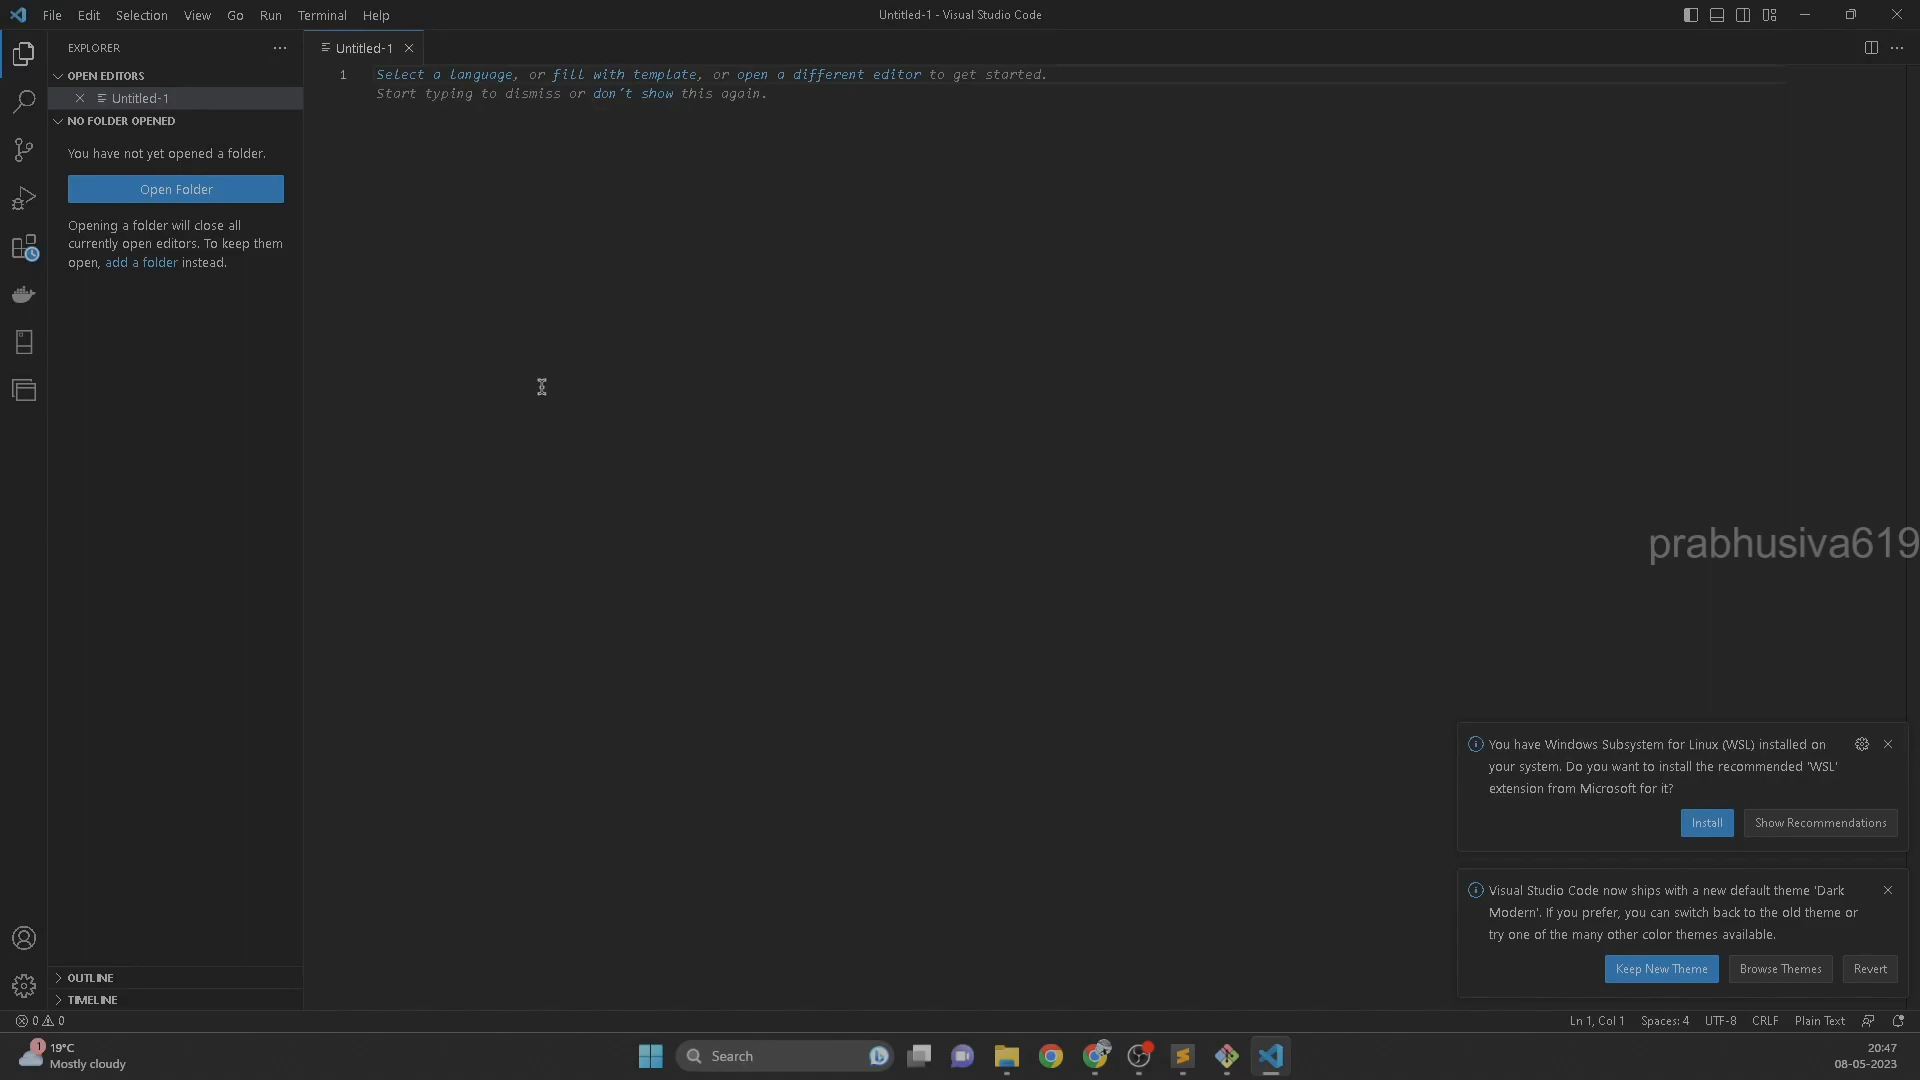 File Edit Selection View Go Run Terminal Help
Untitled-1 - Visual Studio Code
EXPLORER
OPEN EDITORS
Untitled-1
NO FOLDER OPENED
You have not yet opened a folder.
Open Folder
Opening a folder will close all
currently open editors. To keep them
open, add a folder instead.
OUTLINE
TIMELINE
Untitled-1
1
Select a language, or fill with template, or open a different editor to get started.
Start typing to dismiss or don't show this again.
prabhusiva619
You have Windows Subsystem for Linux (WSL) installed on
your system. Do you want to install the recommended 'WSL'
extension from Microsoft for it?
Install Show Recommendations
Visual Studio Code now ships with a new default theme 'Dark
Modern'. If you prefer, you can switch back to the old theme or
try one of the many other color themes available.
Keep New Theme Browse Themes Revert
0 0
Ln 1, Col 1 Spaces: 4 UTF-8 CRLF Plain Text
1
19°C
Mostly cloudy
Search
20:47
08-05-2023